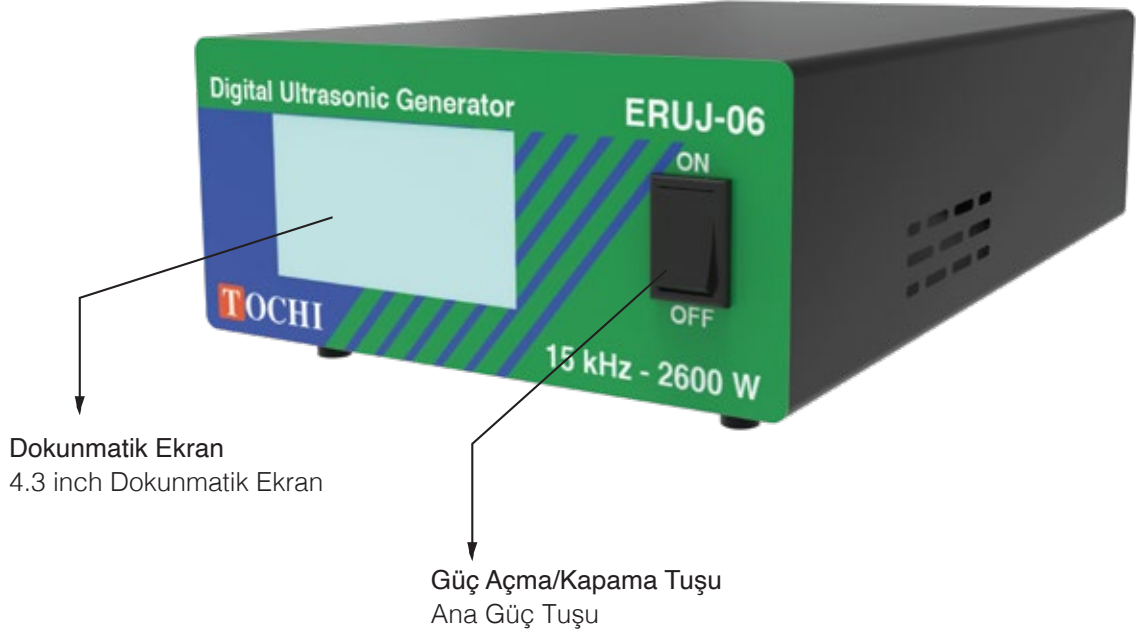 Digital Ultrasonic Generator
ERUJ-06
ON
OFF
TOCHI
15 kHz - 2600 W
Dokunmatik Ekran
4.3 inch Dokunmatik Ekran
Güç Açma/Kapama Tuşu
Ana Güç Tuşu